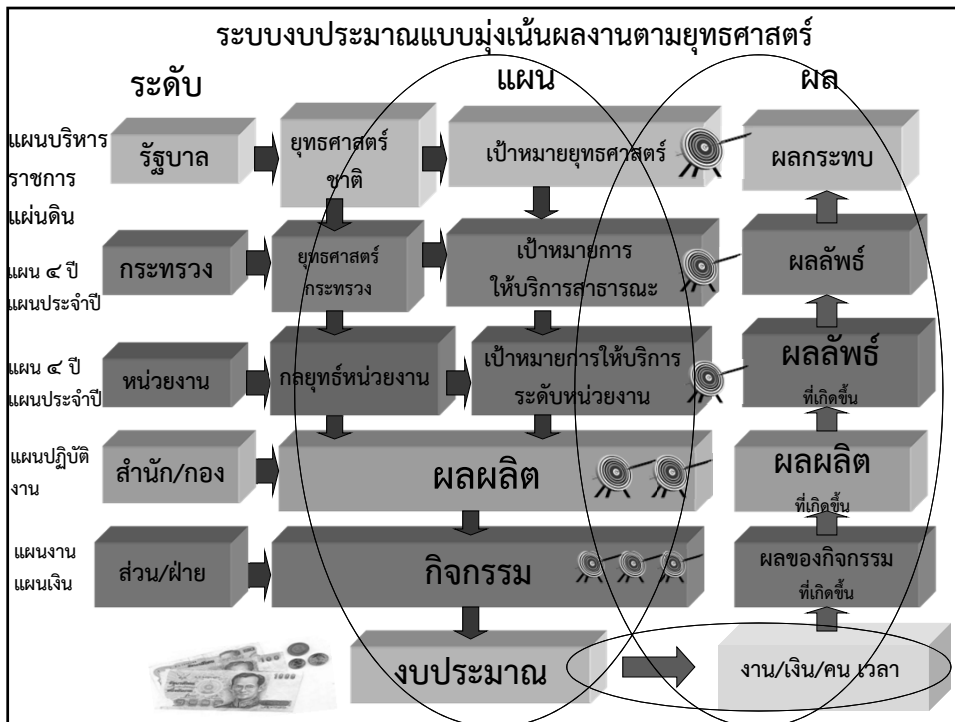 ระบบงบประมาณแบบมุ่งเน้นผลงานตามยุทธศาสตร์
ระดับ
แผน
ผล
แผนบริหาร
ราชการ
แผ่นดิน
รัฐบาล
ยุทธศาสตร์
ชาติ
เป้าหมายยุทธศาสตร์
ผลกระทบ
แผน ๔ ปี
แผนประจำปี
กระทรวง
ยุทธศาสตร์
กระทรวง
เป้าหมายการ
ให้บริการสาธารณะ
ผลลัพธ์
แผน ๔ ปี
แผนประจำปี
หน่วยงาน
กลยุทธ์หน่วยงาน
เป้าหมายการให้บริการ
ระดับหน่วยงาน
ผลลัพธ์
ที่เกิดขึ้น
แผนปฏิบัติ
งาน
สำนัก/กอง
ผลผลิต
ผลผลิต
ที่เกิดขึ้น
แผนงาน
แผนเงิน
ส่วน/ฝ่าย
กิจกรรม
ผลของกิจกรรม
ที่เกิดขึ้น
งบประมาณ
งาน/เงิน/คน เวลา
1000